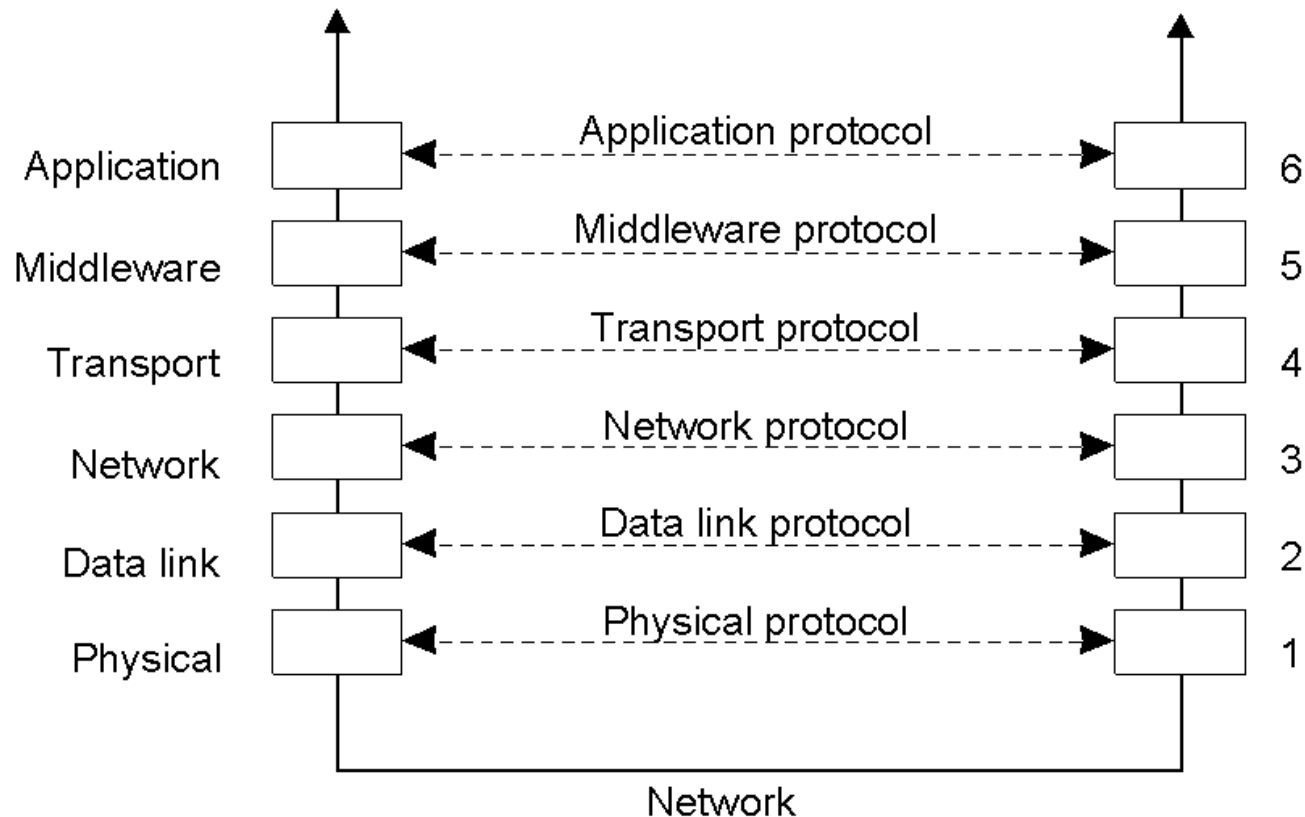 Application protocol
Application 6
Middleware protocol
Middleware 5
Transport protocol
Transport 4
Network protocol
Network 3
Data link protocol
Data link 2
Physical protocol
Physical 1
Network